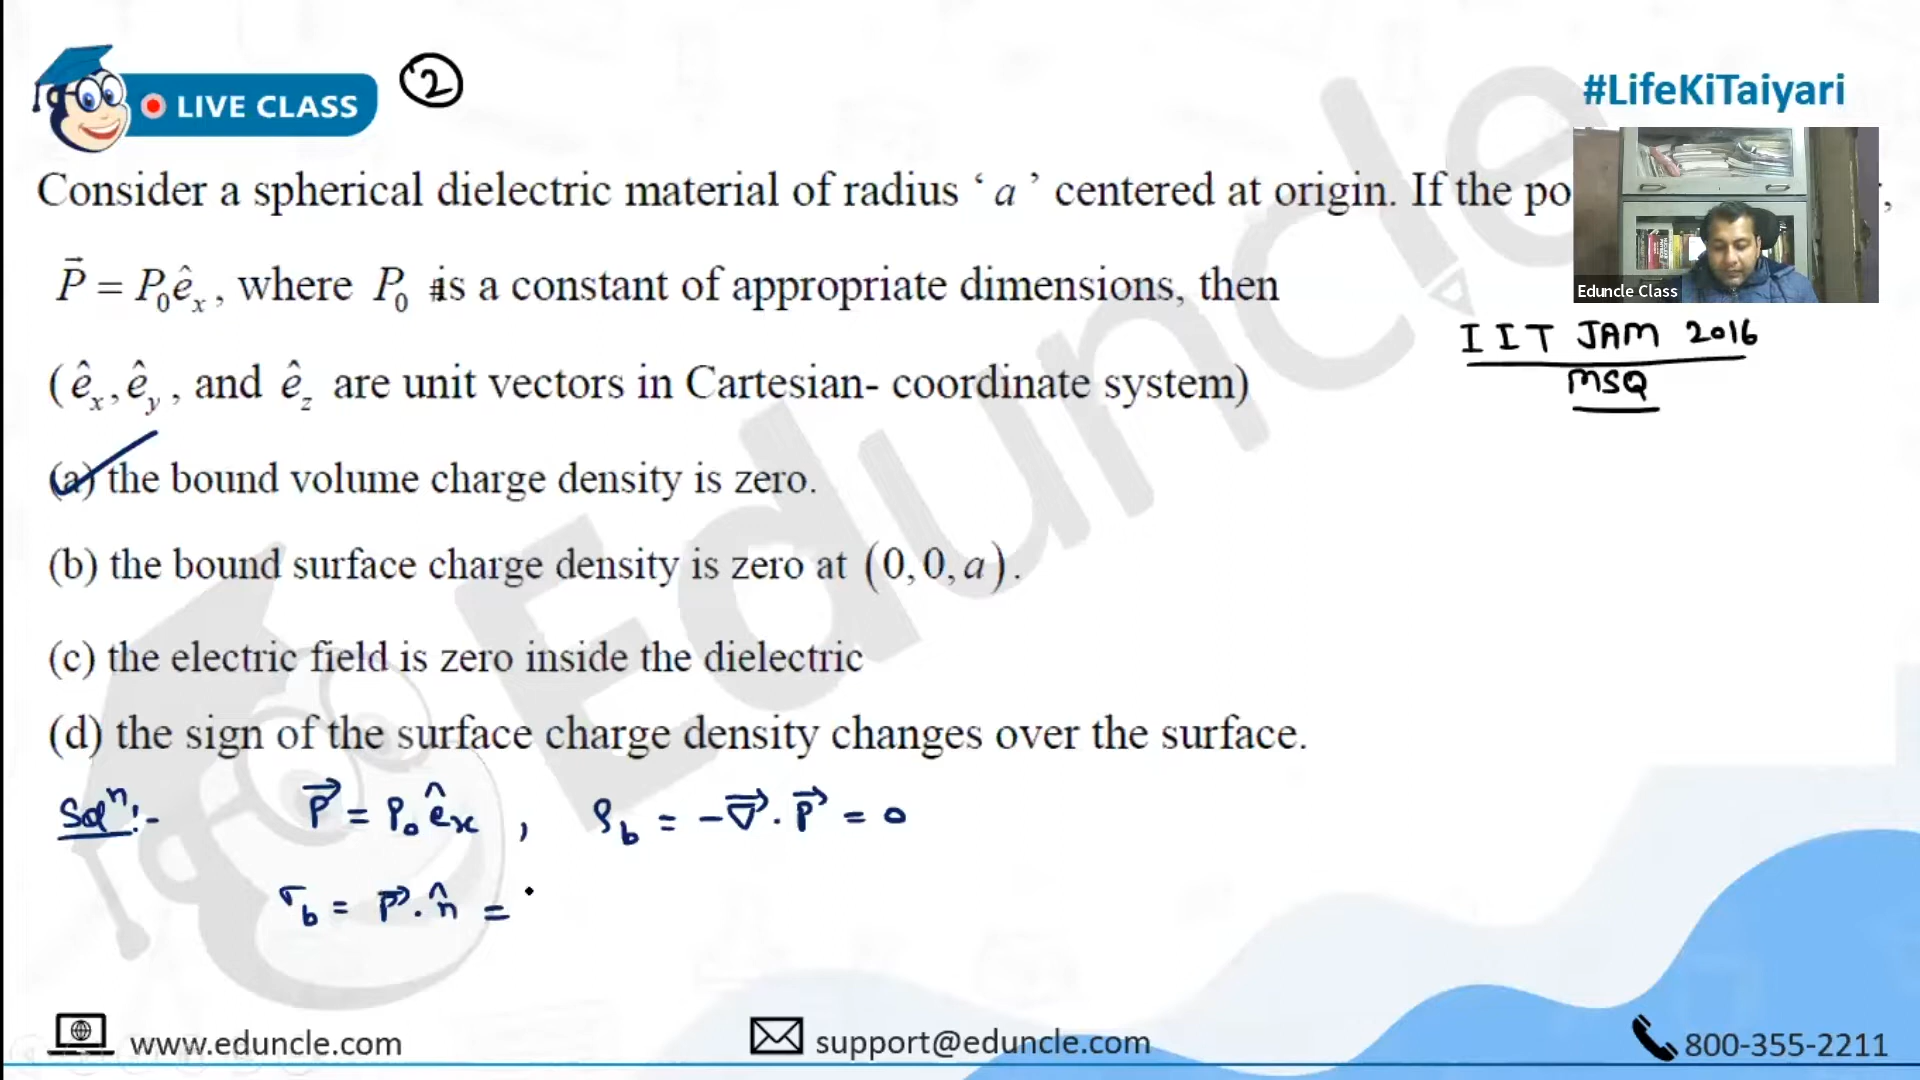 LIVE CLASS
②
#LifeKiTaiyari
Consider a spherical dielectric material of radius ‘ a ’ centered at origin. If the po
Eduncle Class
P⃗ = P₀ê_x, where P₀ is a constant of appropriate dimensions, then
IIT JAM 2016
MSQ
(ê_x, ê_y, and ê_z are unit vectors in Cartesian- coordinate system)
(a) the bound volume charge density is zero.
(b) the bound surface charge density is zero at (0,0,a).
(c) the electric field is zero inside the dielectric
(d) the sign of the surface charge density changes over the surface.
Solⁿ:- P⃗ = P₀ ê_x , ρ_b = -∇⃗ . P⃗ = 0
σ_b = P⃗ . n̂ =
Eduncle
www.eduncle.com
support@eduncle.com
800-355-2211